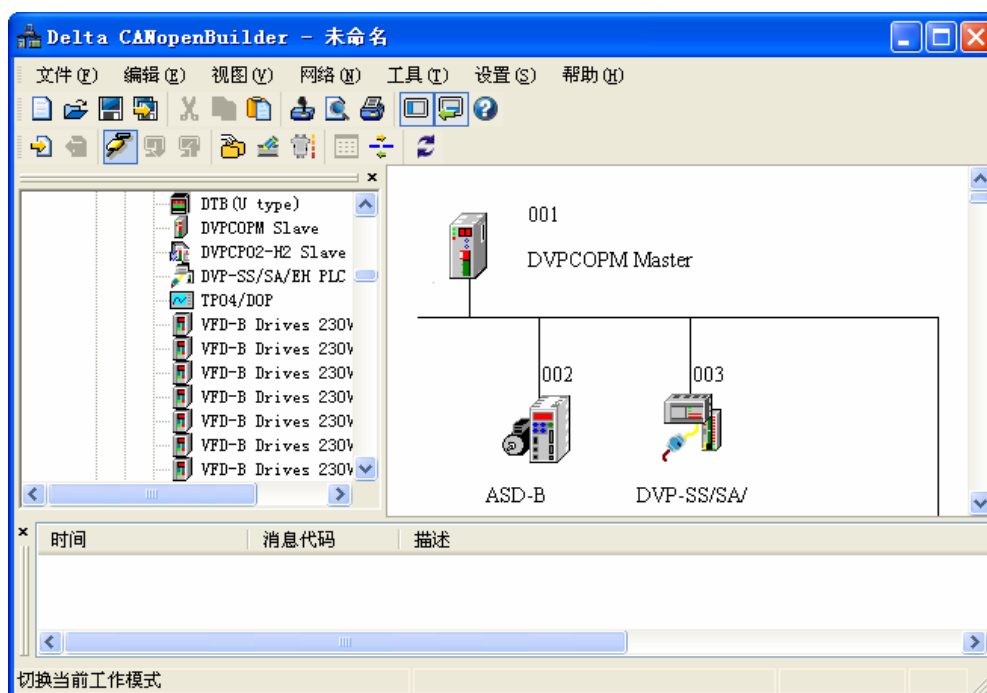 Delta CANopenBuilder - 未命名
文件(F) 编辑(E) 视图(V) 网络(N) 工具(T) 设置(S) 帮助(H)
DTB(U type)
DVPCOPM Slave
DVPCP02-H2 Slave
DVP-SS/SA/EH PLC
TP04/DOP
VFD-B Drives 230V
VFD-B Drives 230V
VFD-B Drives 230V
VFD-B Drives 230V
VFD-B Drives 230V
VFD-B Drives 230V
VFD-B Drives 230V
001
DVPCOPM Master
002
003
ASD-B
DVP-SS/SA/
时间 消息代码 描述
切换当前工作模式